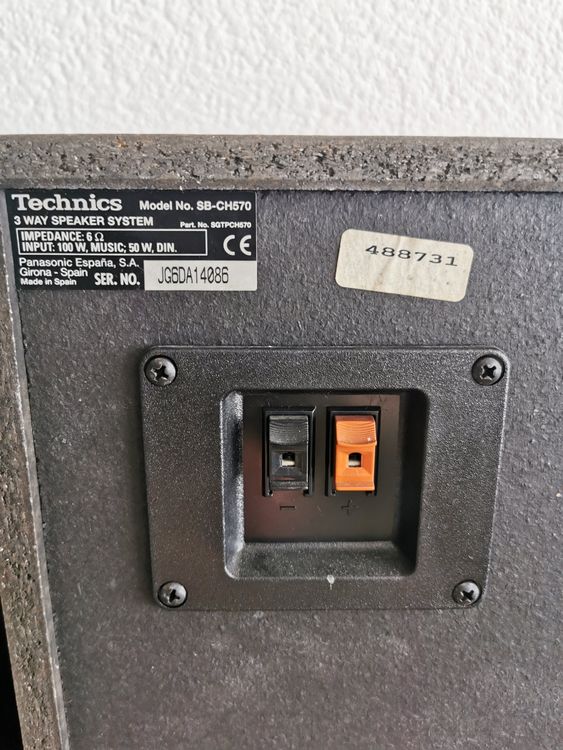 Technics Model No. SB-CH570
3 WAY SPEAKER SYSTEM Part. No. SGTPCH570
IMPEDANCE: 6 Ω
INPUT: 100 W, MUSIC; 50 W, DIN.
CE
Panasonic España, S.A.
Girona - Spain
Made in Spain SER. NO. JG6DA14086
488731
− +